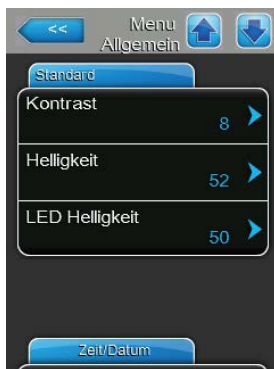 <<
Menu
Allgemein
Standard
Kontrast
8
Helligkeit
52
LED Helligkeit
50
Zeit/Datum